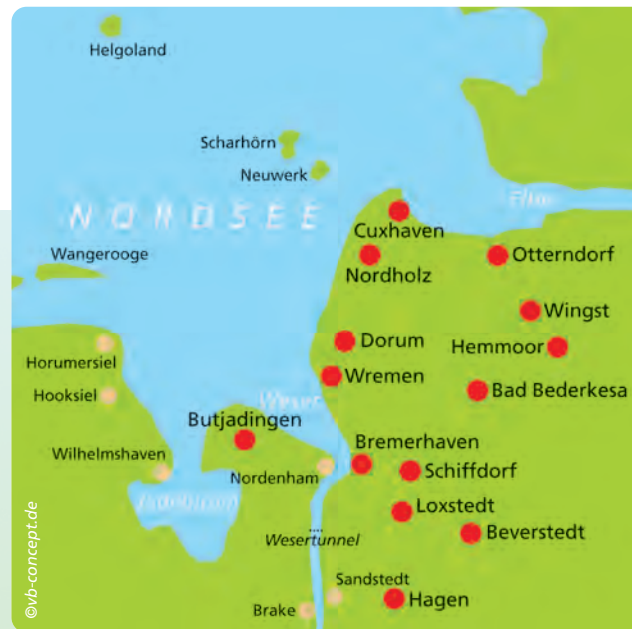 Helgoland
Scharhörn
Neuwerk
NORDSEE
Elbe
Cuxhaven
Wangerooge
Nordholz
Otterndorf
Wingst
Horumersiel
Dorum
Hemmoor
Hooksiel
Wremen
Bad Bederkesa
Weser
Butjadingen
Wilhelmshaven
Bremerhaven
Nordenham
Schiffdorf
Jadebusen
Loxstedt
Wesertunnel
Beverstedt
Sandstedt
Hagen
Brake
©vb-concept.de